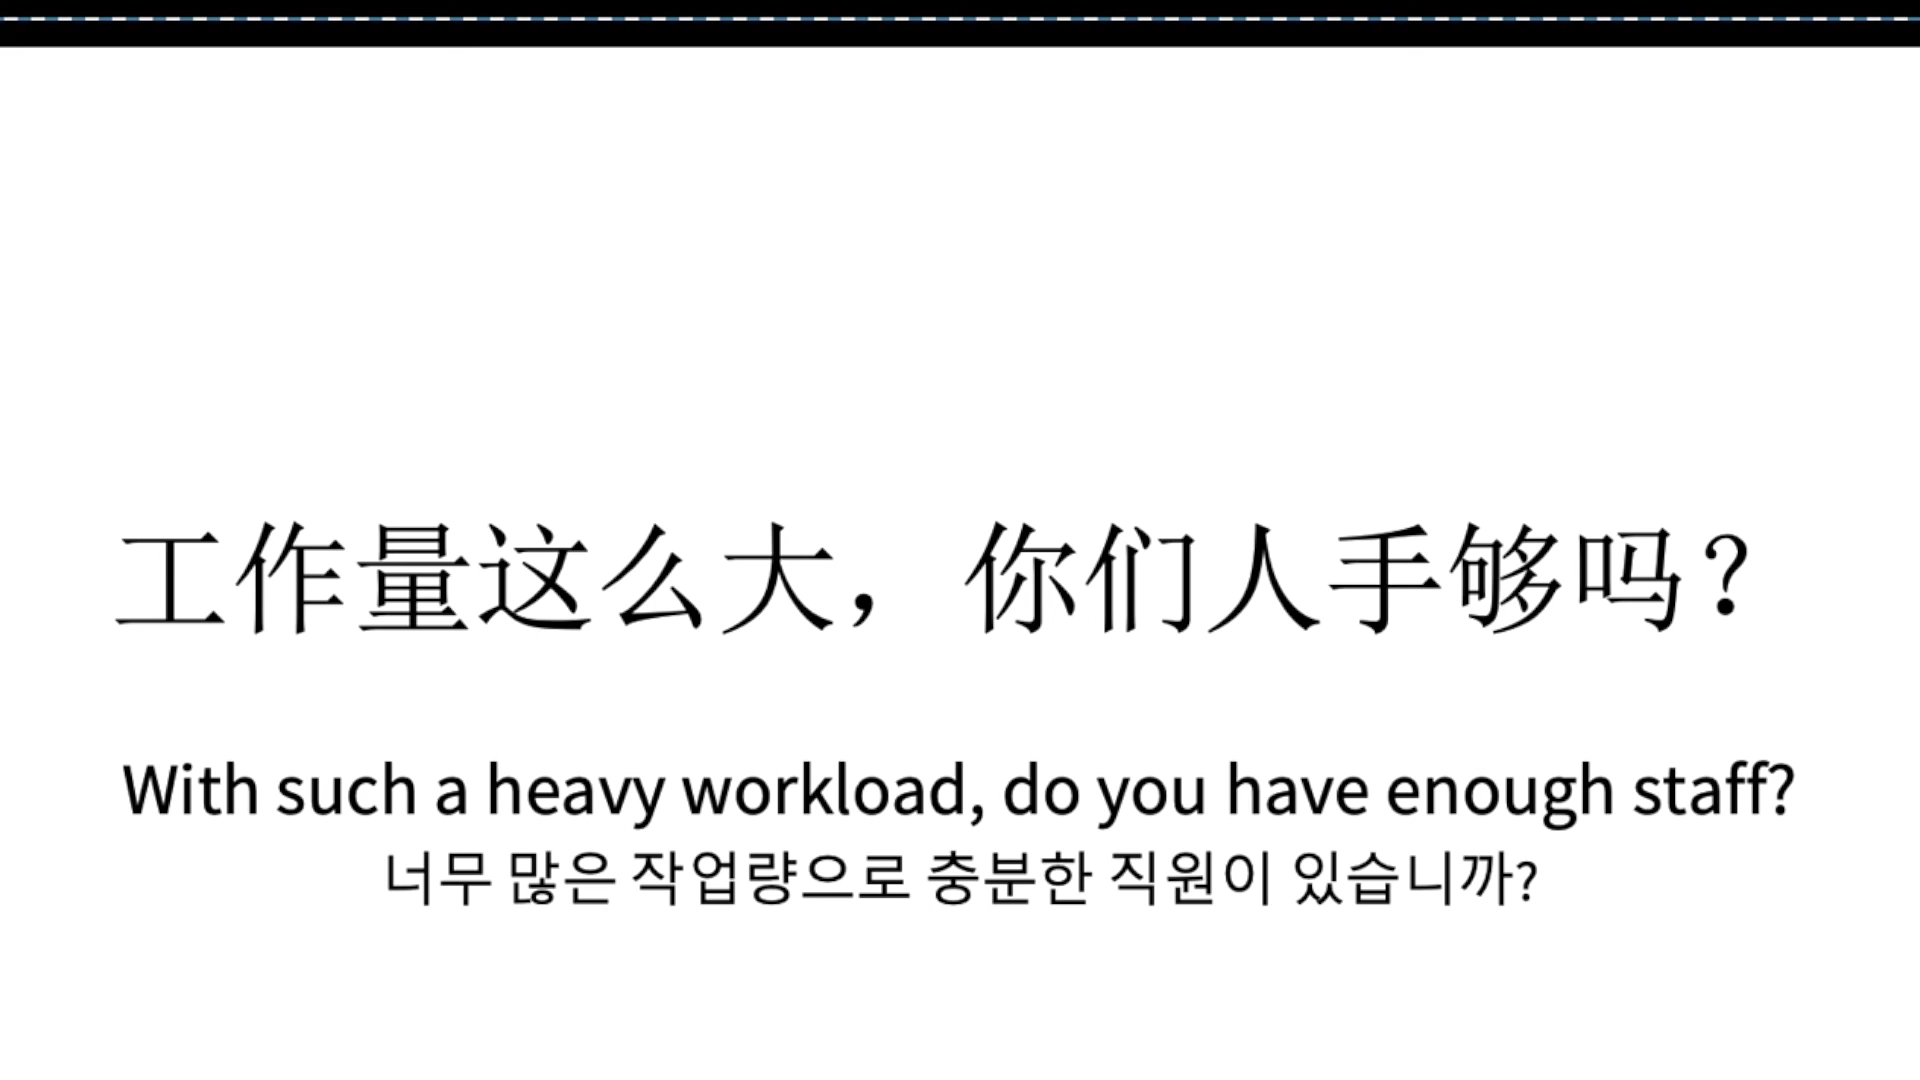 工作量这么大，你们人手够吗？
With such a heavy workload, do you have enough staff?
너무 많은 작업량으로 충분한 직원이 있습니까?